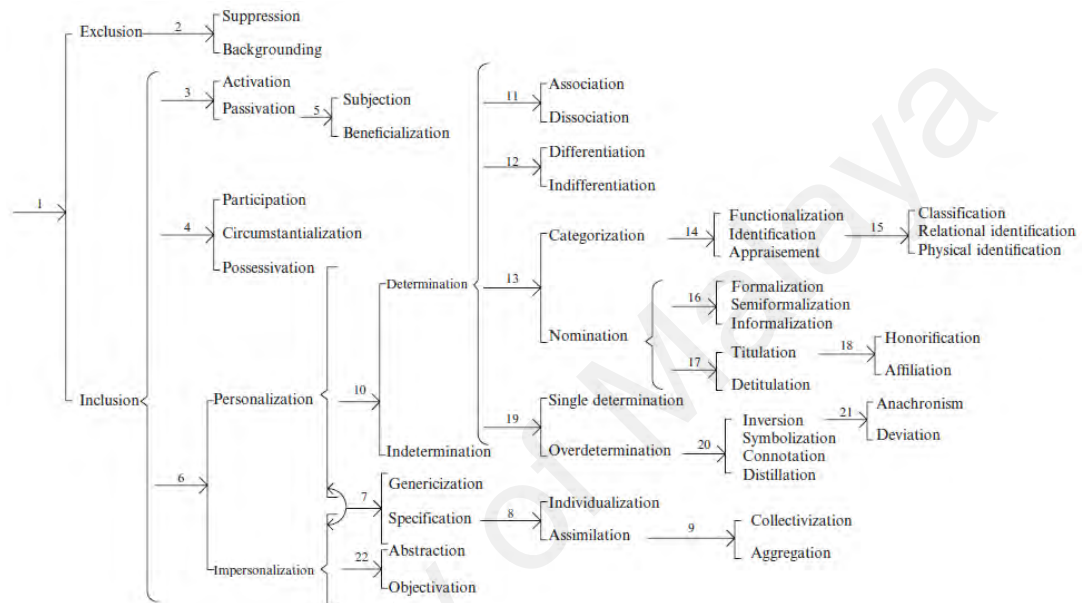 Suppression
Exclusion 2
Backgrounding
Activation
3
Passivation 5 Subjection
Beneficialization
1
Participation
4 Circumstantialization
Possessivation
Inclusion
6
Personalization
10
Determination
Indetermination
11 Association
Dissociation
12 Differentiation
Indifferentiation
13
Categorization 14 Functionalization
Identification 15 Classification
Appraisement Relational identification
Physical identification
Nomination
16 Formalization
Semiformalization
Informalization
17 Titulation 18 Honorification
Detitulation Affiliation
19 Single determination
Overdetermination 20 Inversion 21 Anachronism
Symbolization Deviation
Connotation
Distillation
7 Genericization
Specification 8 Individualization
Assimilation 9 Collectivization
Aggregation
Impersonalization 22 Abstraction
Objectivation
of Malaya